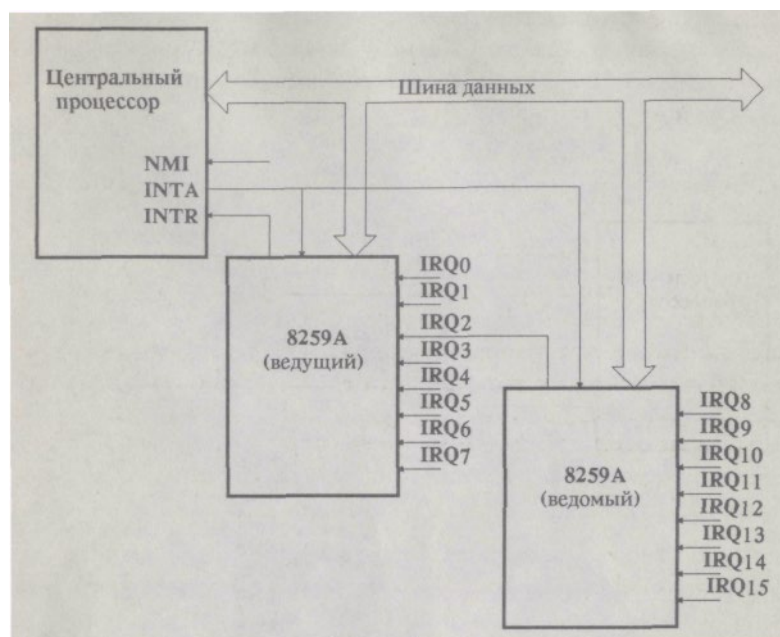 Центральный
процессор
Шина данных
NMI
INTA
INTR
IRQ0
IRQ1
IRQ2
IRQ3
IRQ4
IRQ5
IRQ6
IRQ7
8259A
(ведущий)
IRQ8
IRQ9
IRQ10
IRQ11
IRQ12
IRQ13
IRQ14
IRQ15
8259A
(ведомый)